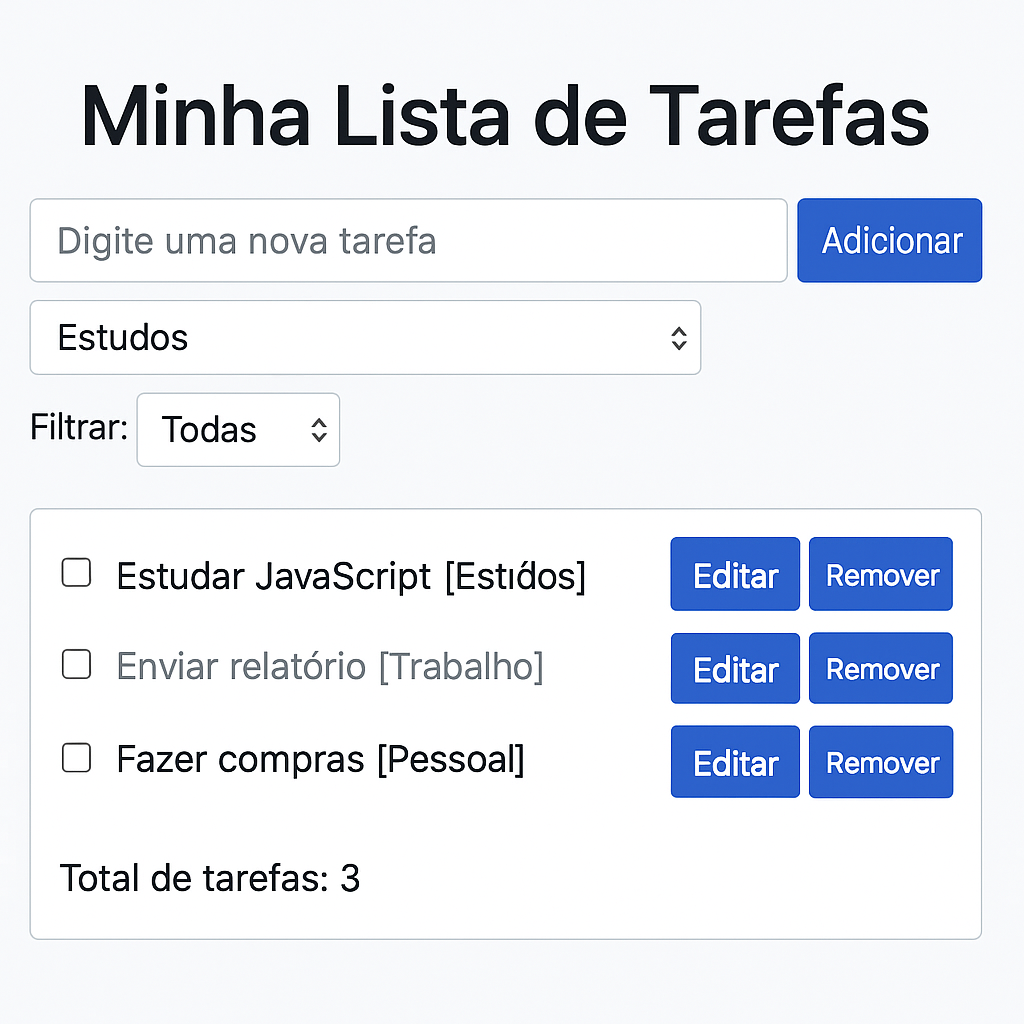 Minha Lista de Tarefas
Digite uma nova tarefa Adicionar
Estudos
Filtrar: Todas
Estudar JavaScript [Estıdos] Editar Remover
Enviar relatório [Trabalho] Editar Remover
Fazer compras [Pessoal] Editar Remover
Total de tarefas: 3